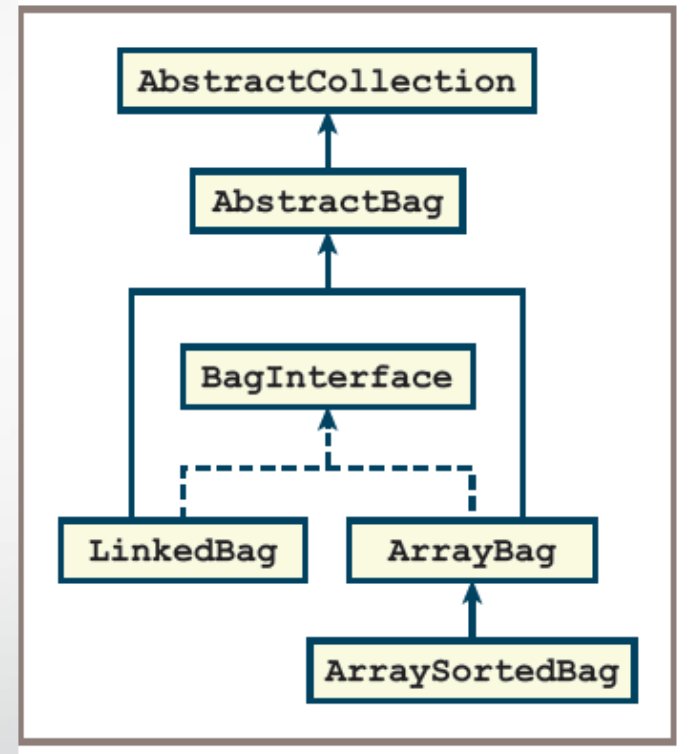 AbstractCollection
AbstractBag
BagInterface
LinkedBag
ArrayBag
ArraySortedBag